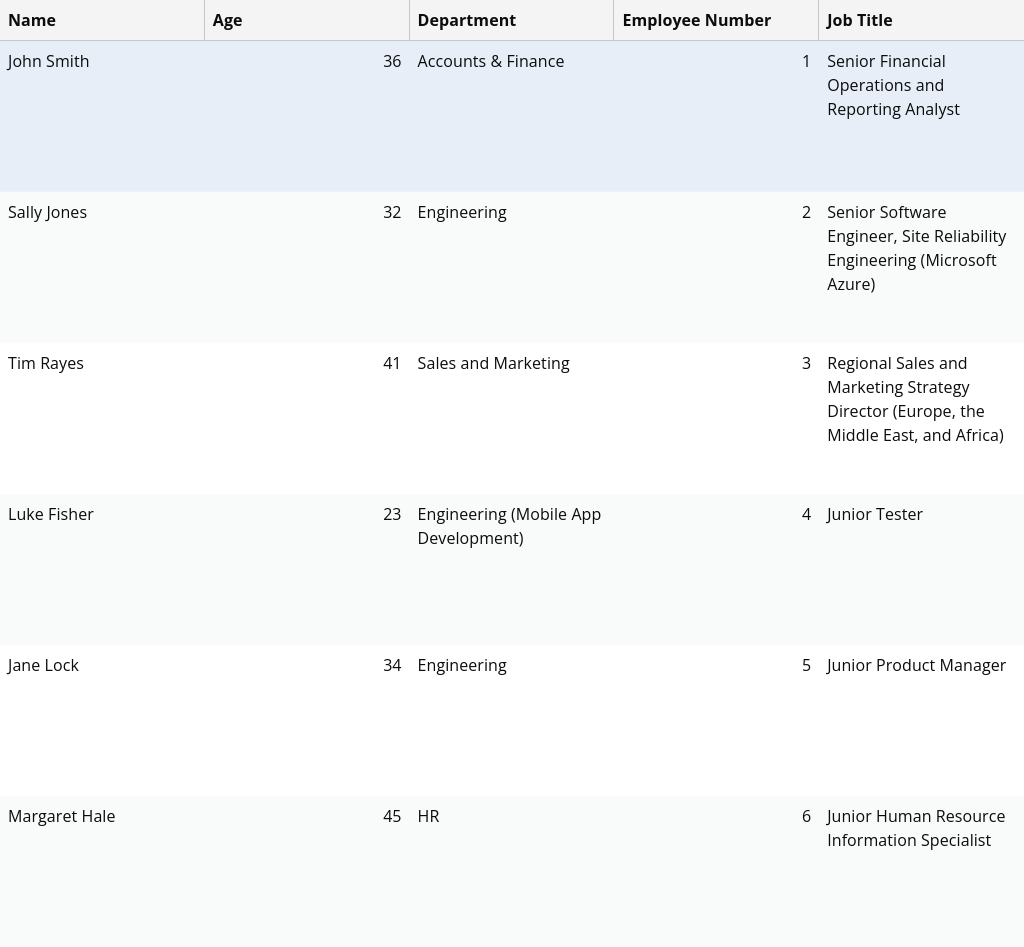 Name Age Department Employee Number Job Title
John Smith 36 Accounts & Finance 1 Senior Financial
Operations and
Reporting Analyst
Sally Jones 32 Engineering 2 Senior Software
Engineer, Site Reliability
Engineering (Microsoft
Azure)
Tim Rayes 41 Sales and Marketing 3 Regional Sales and
Marketing Strategy
Director (Europe, the
Middle East, and Africa)
Luke Fisher 23 Engineering (Mobile App 4 Junior Tester
Development)
Jane Lock 34 Engineering 5 Junior Product Manager
Margaret Hale 45 HR 6 Junior Human Resource
Information Specialist